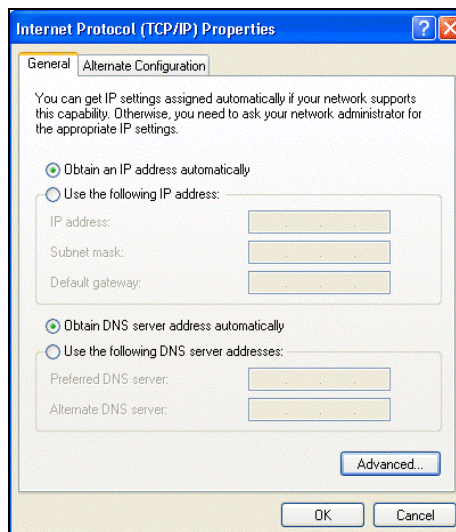 Internet Protocol (TCP/IP) Properties
General
Alternate Configuration
You can get IP settings assigned automatically if your network supports
this capability. Otherwise, you need to ask your network administrator for
the appropriate IP settings.
Obtain an IP address automatically
Use the following IP address:
IP address:
Subnet mask:
Default gateway:
Obtain DNS server address automatically
Use the following DNS server addresses:
Preferred DNS server:
Alternate DNS server:
Advanced...
OK
Cancel